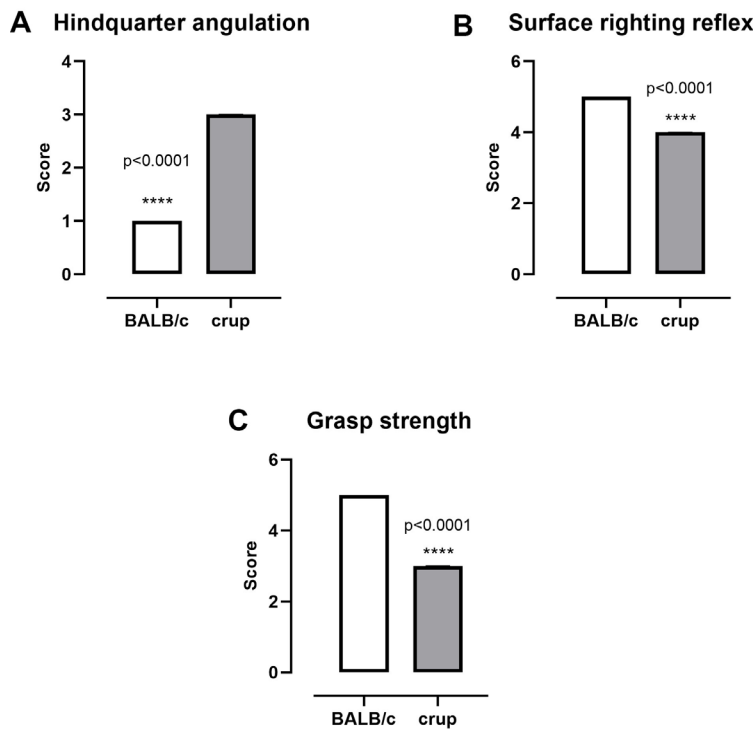 A Hindquarter angulation
4
3
2
1
0
Score
p<0.0001
****
BALB/c crup
B Surface righting reflex
6
4
2
0
Score
p<0.0001
****
BALB/c crup
C Grasp strength
6
4
2
0
Score
p<0.0001
****
BALB/c crup